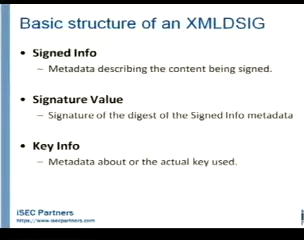 Basic structure of an XMLDSIG
• Signed Info
– Metadata describing the content being signed.
• Signature Value
– Signature of the digest of the Signed Info metadata
• Key Info
– Metadata about or the actual key used.
iSEC Partners
https://www.isecpartners.com